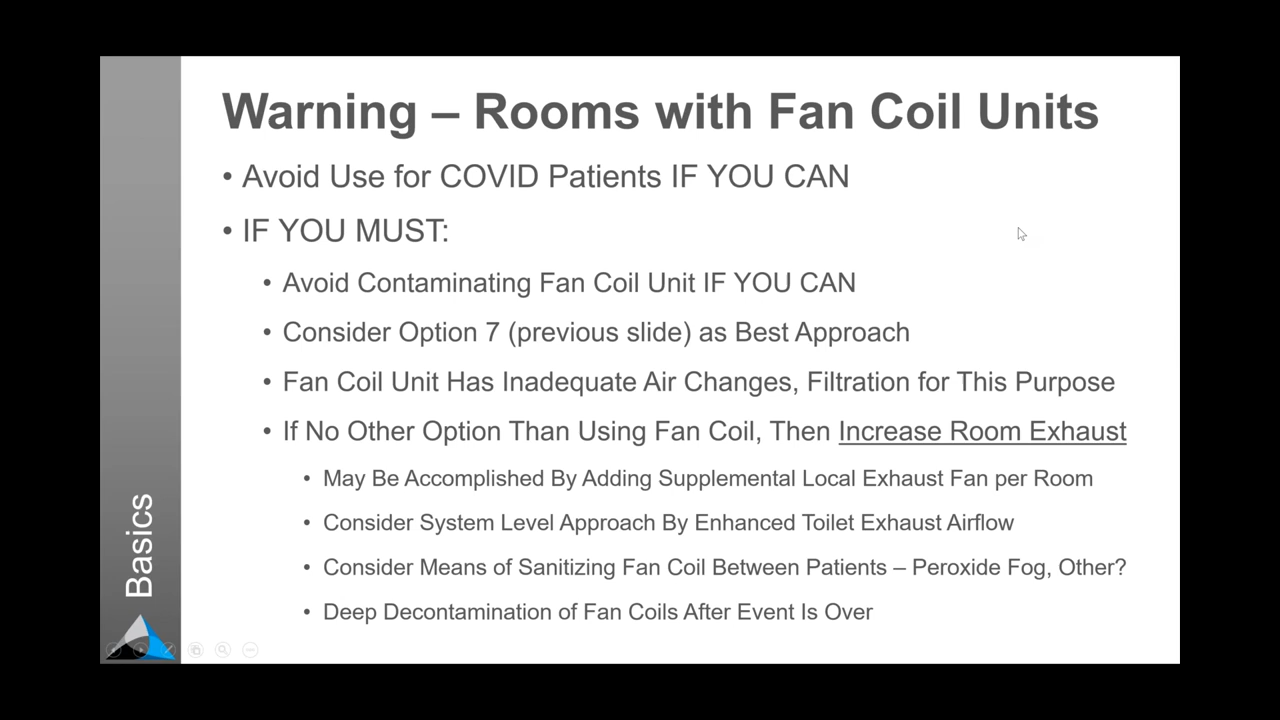 Warning – Rooms with Fan Coil Units
• Avoid Use for COVID Patients IF YOU CAN
• IF YOU MUST:
• Avoid Contaminating Fan Coil Unit IF YOU CAN
• Consider Option 7 (previous slide) as Best Approach
• Fan Coil Unit Has Inadequate Air Changes, Filtration for This Purpose
• If No Other Option Than Using Fan Coil, Then Increase Room Exhaust
• May Be Accomplished By Adding Supplemental Local Exhaust Fan per Room
• Consider System Level Approach By Enhanced Toilet Exhaust Airflow
• Consider Means of Sanitizing Fan Coil Between Patients – Peroxide Fog, Other?
• Deep Decontamination of Fan Coils After Event Is Over
Basics